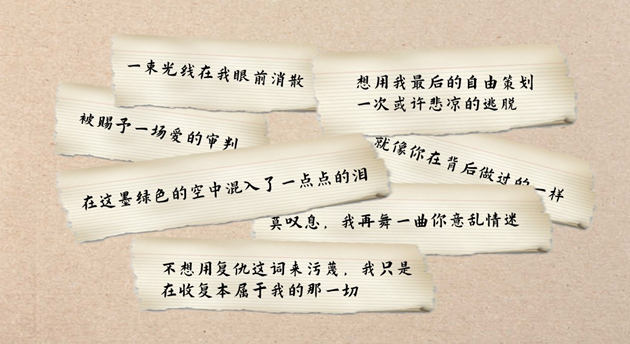 一束光线在我眼前消散
想用我最后的自由策划
一次或许悲凉的逃脱
被赐予一场爱的审判
就像你在背后做过的一样
在这墨绿色的空中混入了一点点的泪
莫叹息，我再舞一曲你意乱情迷
不想用复仇这词来污蔑，我只是
在收复本属于我的那一切